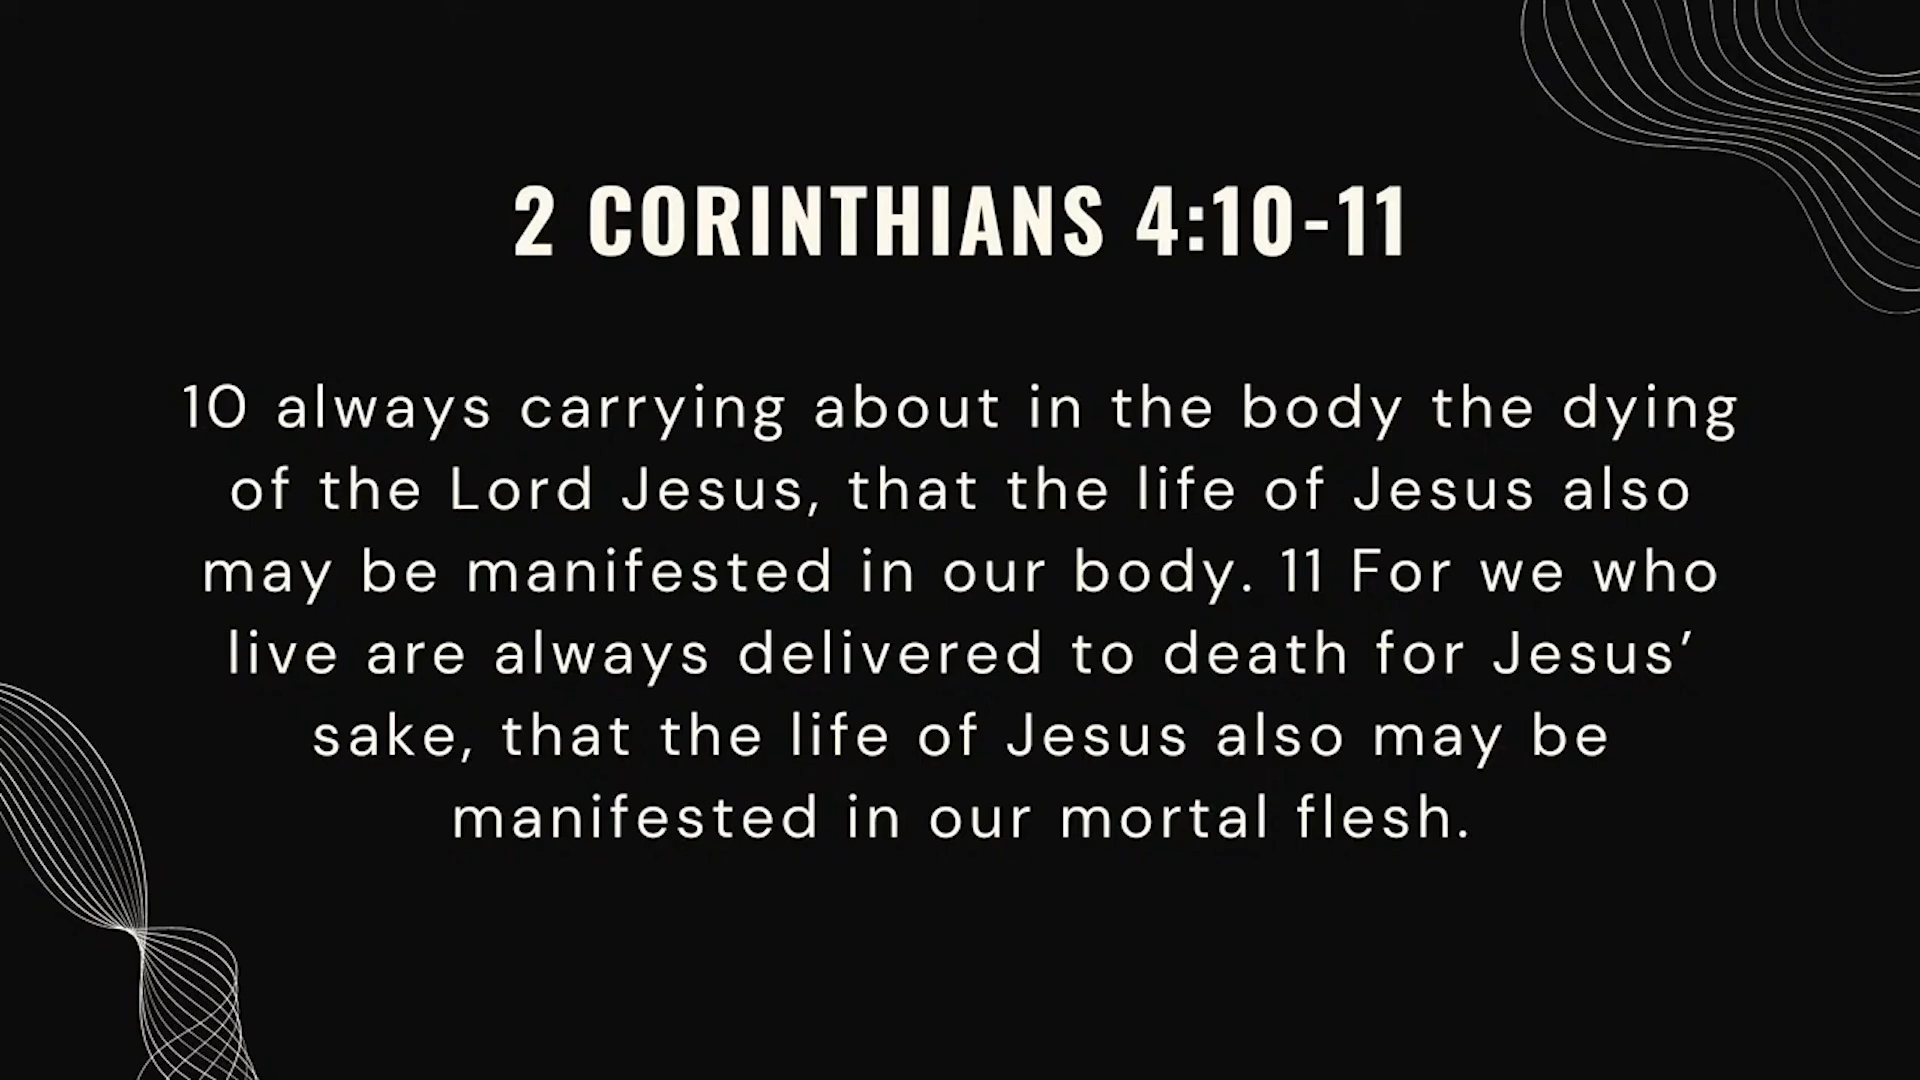 2 CORINTHIANS 4:10-11
10 always carrying about in the body the dying
of the Lord Jesus, that the life of Jesus also
may be manifested in our body. 11 For we who
live are always delivered to death for Jesus’
sake, that the life of Jesus also may be
manifested in our mortal flesh.